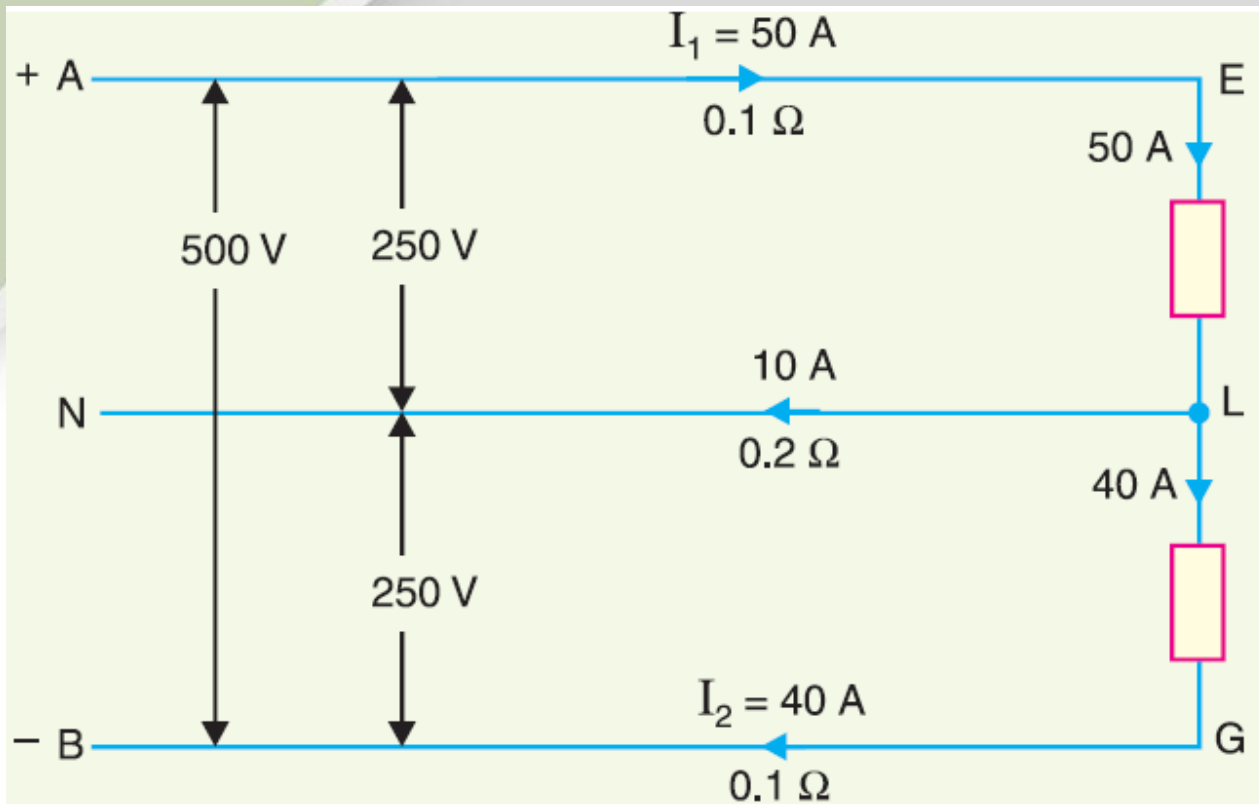 I₁ = 50 A
+ A
E
0.1 Ω
50 A
500 V
250 V
10 A
N
L
0.2 Ω
40 A
250 V
I₂ = 40 A
− B
G
0.1 Ω